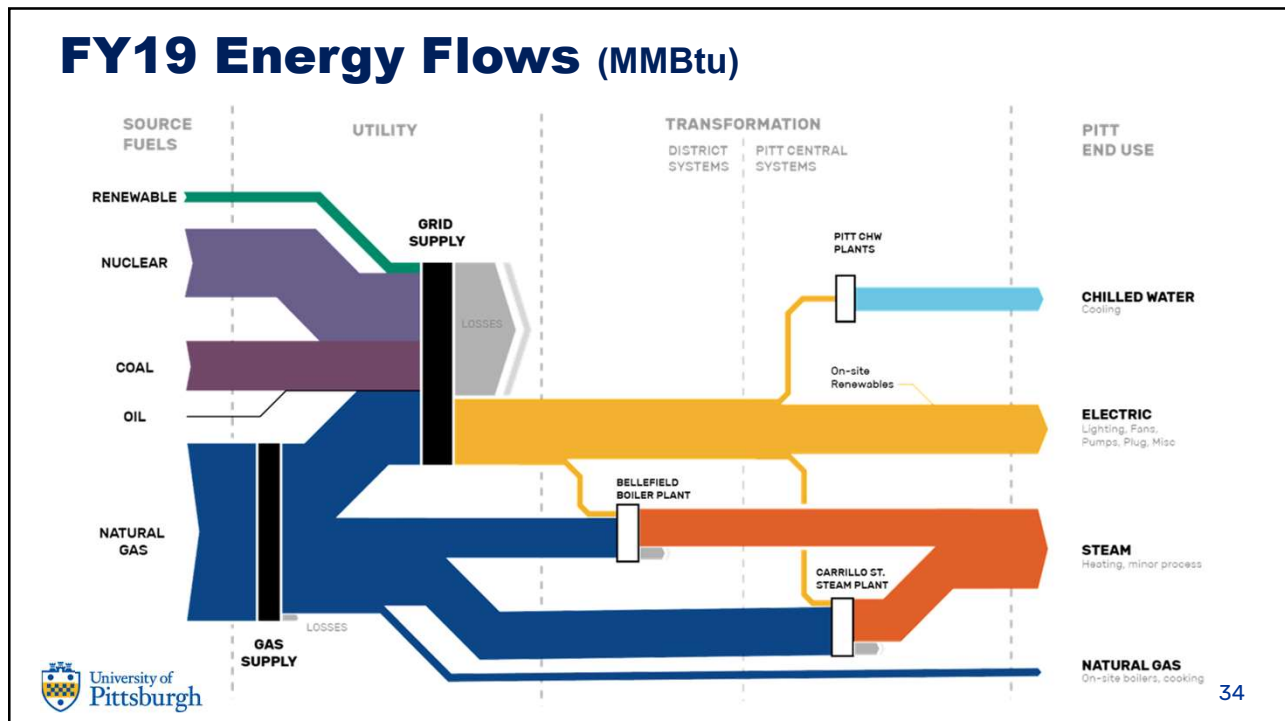 FY19 Energy Flows (MMBtu)
SOURCE
FUELS
UTILITY
TRANSFORMATION
DISTRICT
SYSTEMS
PITT CENTRAL
SYSTEMS
PITT
END USE
RENEWABLE
NUCLEAR
COAL
OIL
NATURAL
GAS
GRID
SUPPLY
LOSSES
GAS
SUPPLY
LOSSES
BELLEFIELD
BOILER PLANT
PITT CHW
PLANTS
On-site
Renewables
CARRILLO ST.
STEAM PLANT
CHILLED WATER
Cooling
ELECTRIC
Lighting, Fans,
Pumps, Plug, Misc
STEAM
Heating, minor process
NATURAL GAS
On-site boilers, cooking
University of
Pittsburgh
34